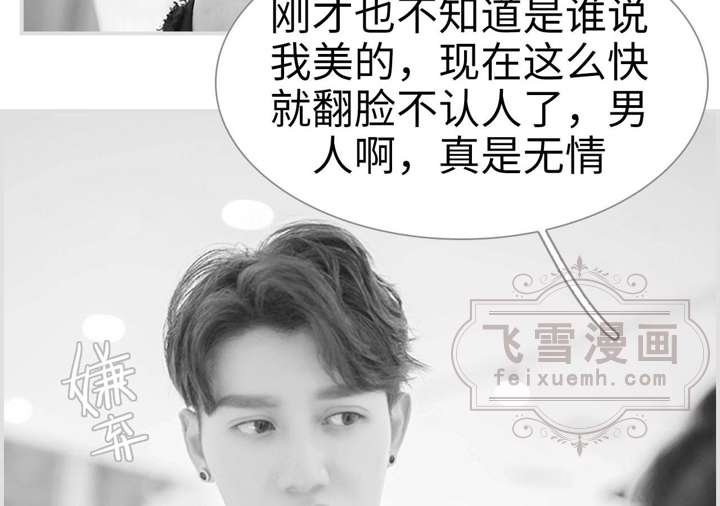 刚才也不知道是谁说
我美的，现在这么快
就翻脸不认人了，男
人啊，真是无情
飞雪漫画
feixuemh.com
嫌弃